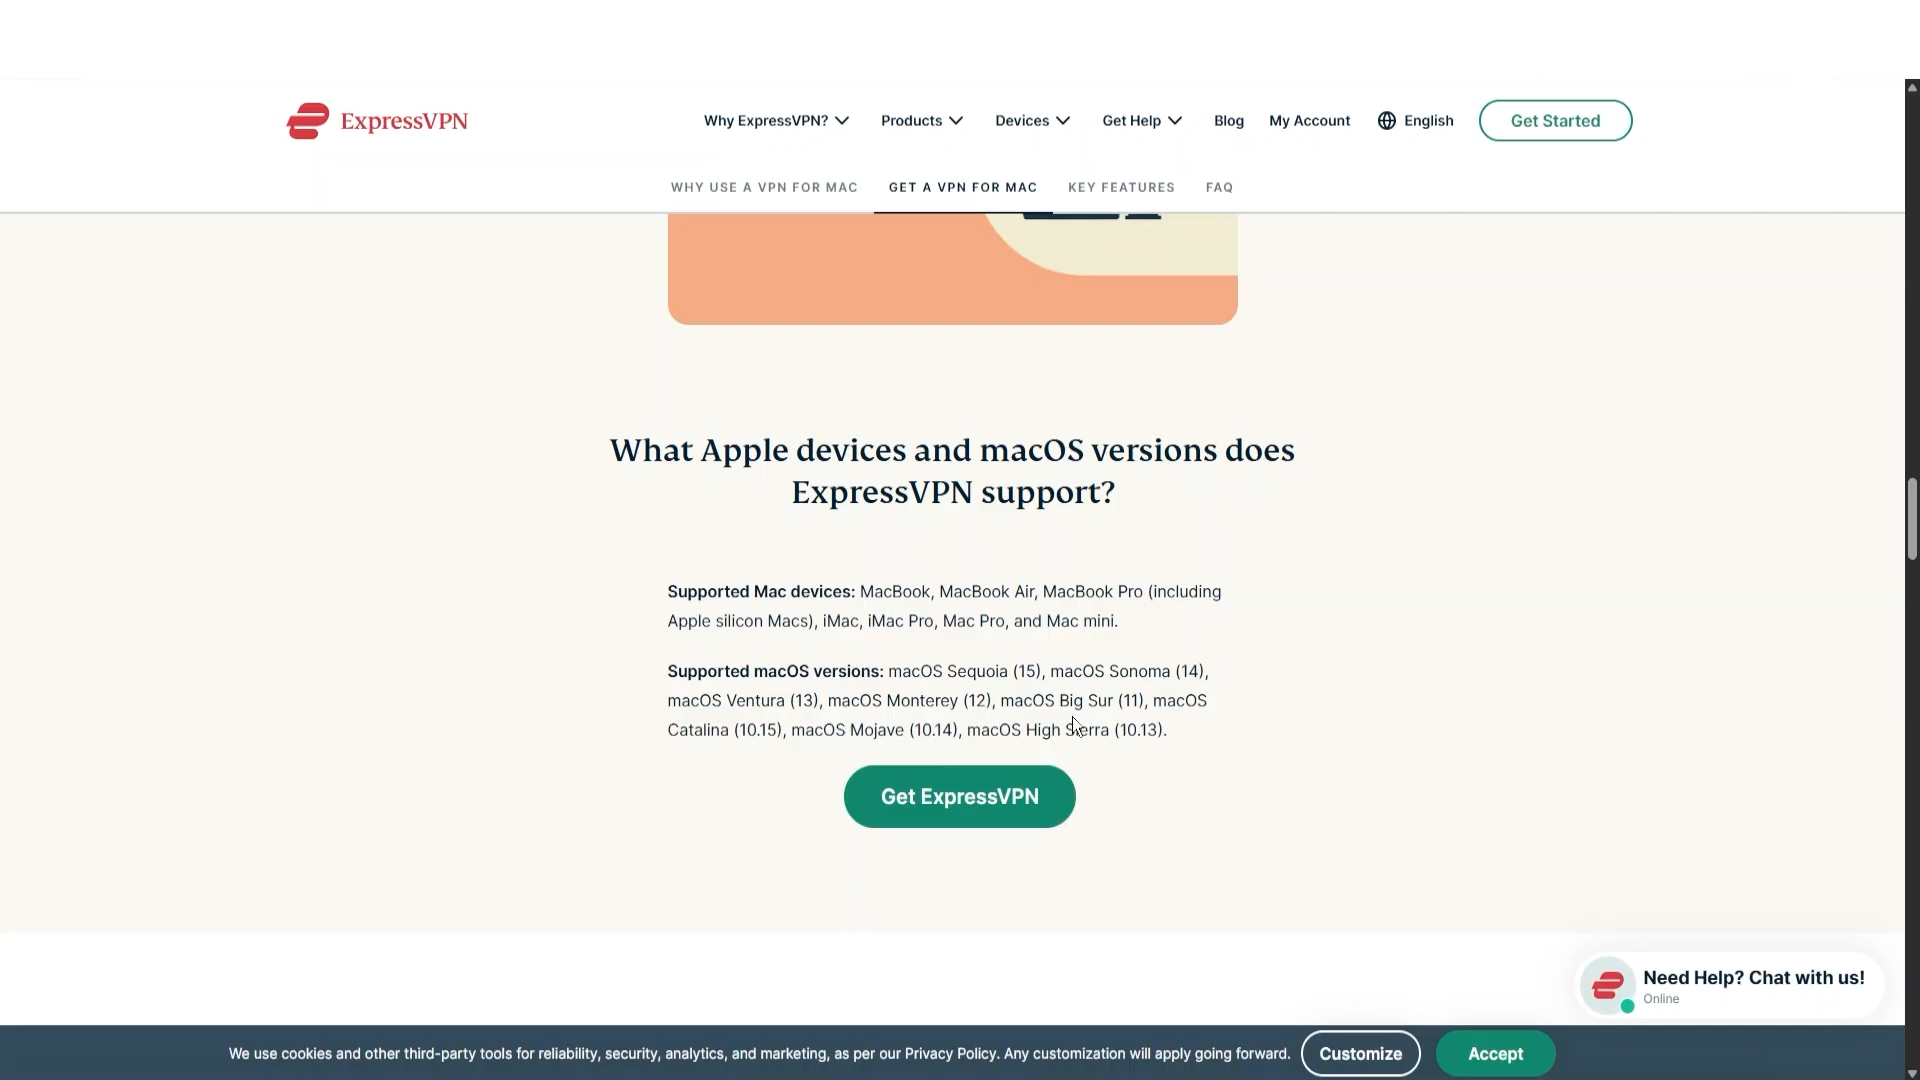 ExpressVPN
Why ExpressVPN? Products Devices Get Help Blog My Account English Get Started
WHY USE A VPN FOR MAC GET A VPN FOR MAC KEY FEATURES FAQ
What Apple devices and macOS versions does
ExpressVPN support?
Supported Mac devices: MacBook, MacBook Air, MacBook Pro (including
Apple silicon Macs), iMac, iMac Pro, Mac Pro, and Mac mini.
Supported macOS versions: macOS Sequoia (15), macOS Sonoma (14),
macOS Ventura (13), macOS Monterey (12), macOS Big Sur (11), macOS
Catalina (10.15), macOS Mojave (10.14), macOS High Sierra (10.13).
Get ExpressVPN
Need Help? Chat with us!
Online
We use cookies and other third-party tools for reliability, security, analytics, and marketing, as per our Privacy Policy. Any customization will apply going forward. Customize Accept